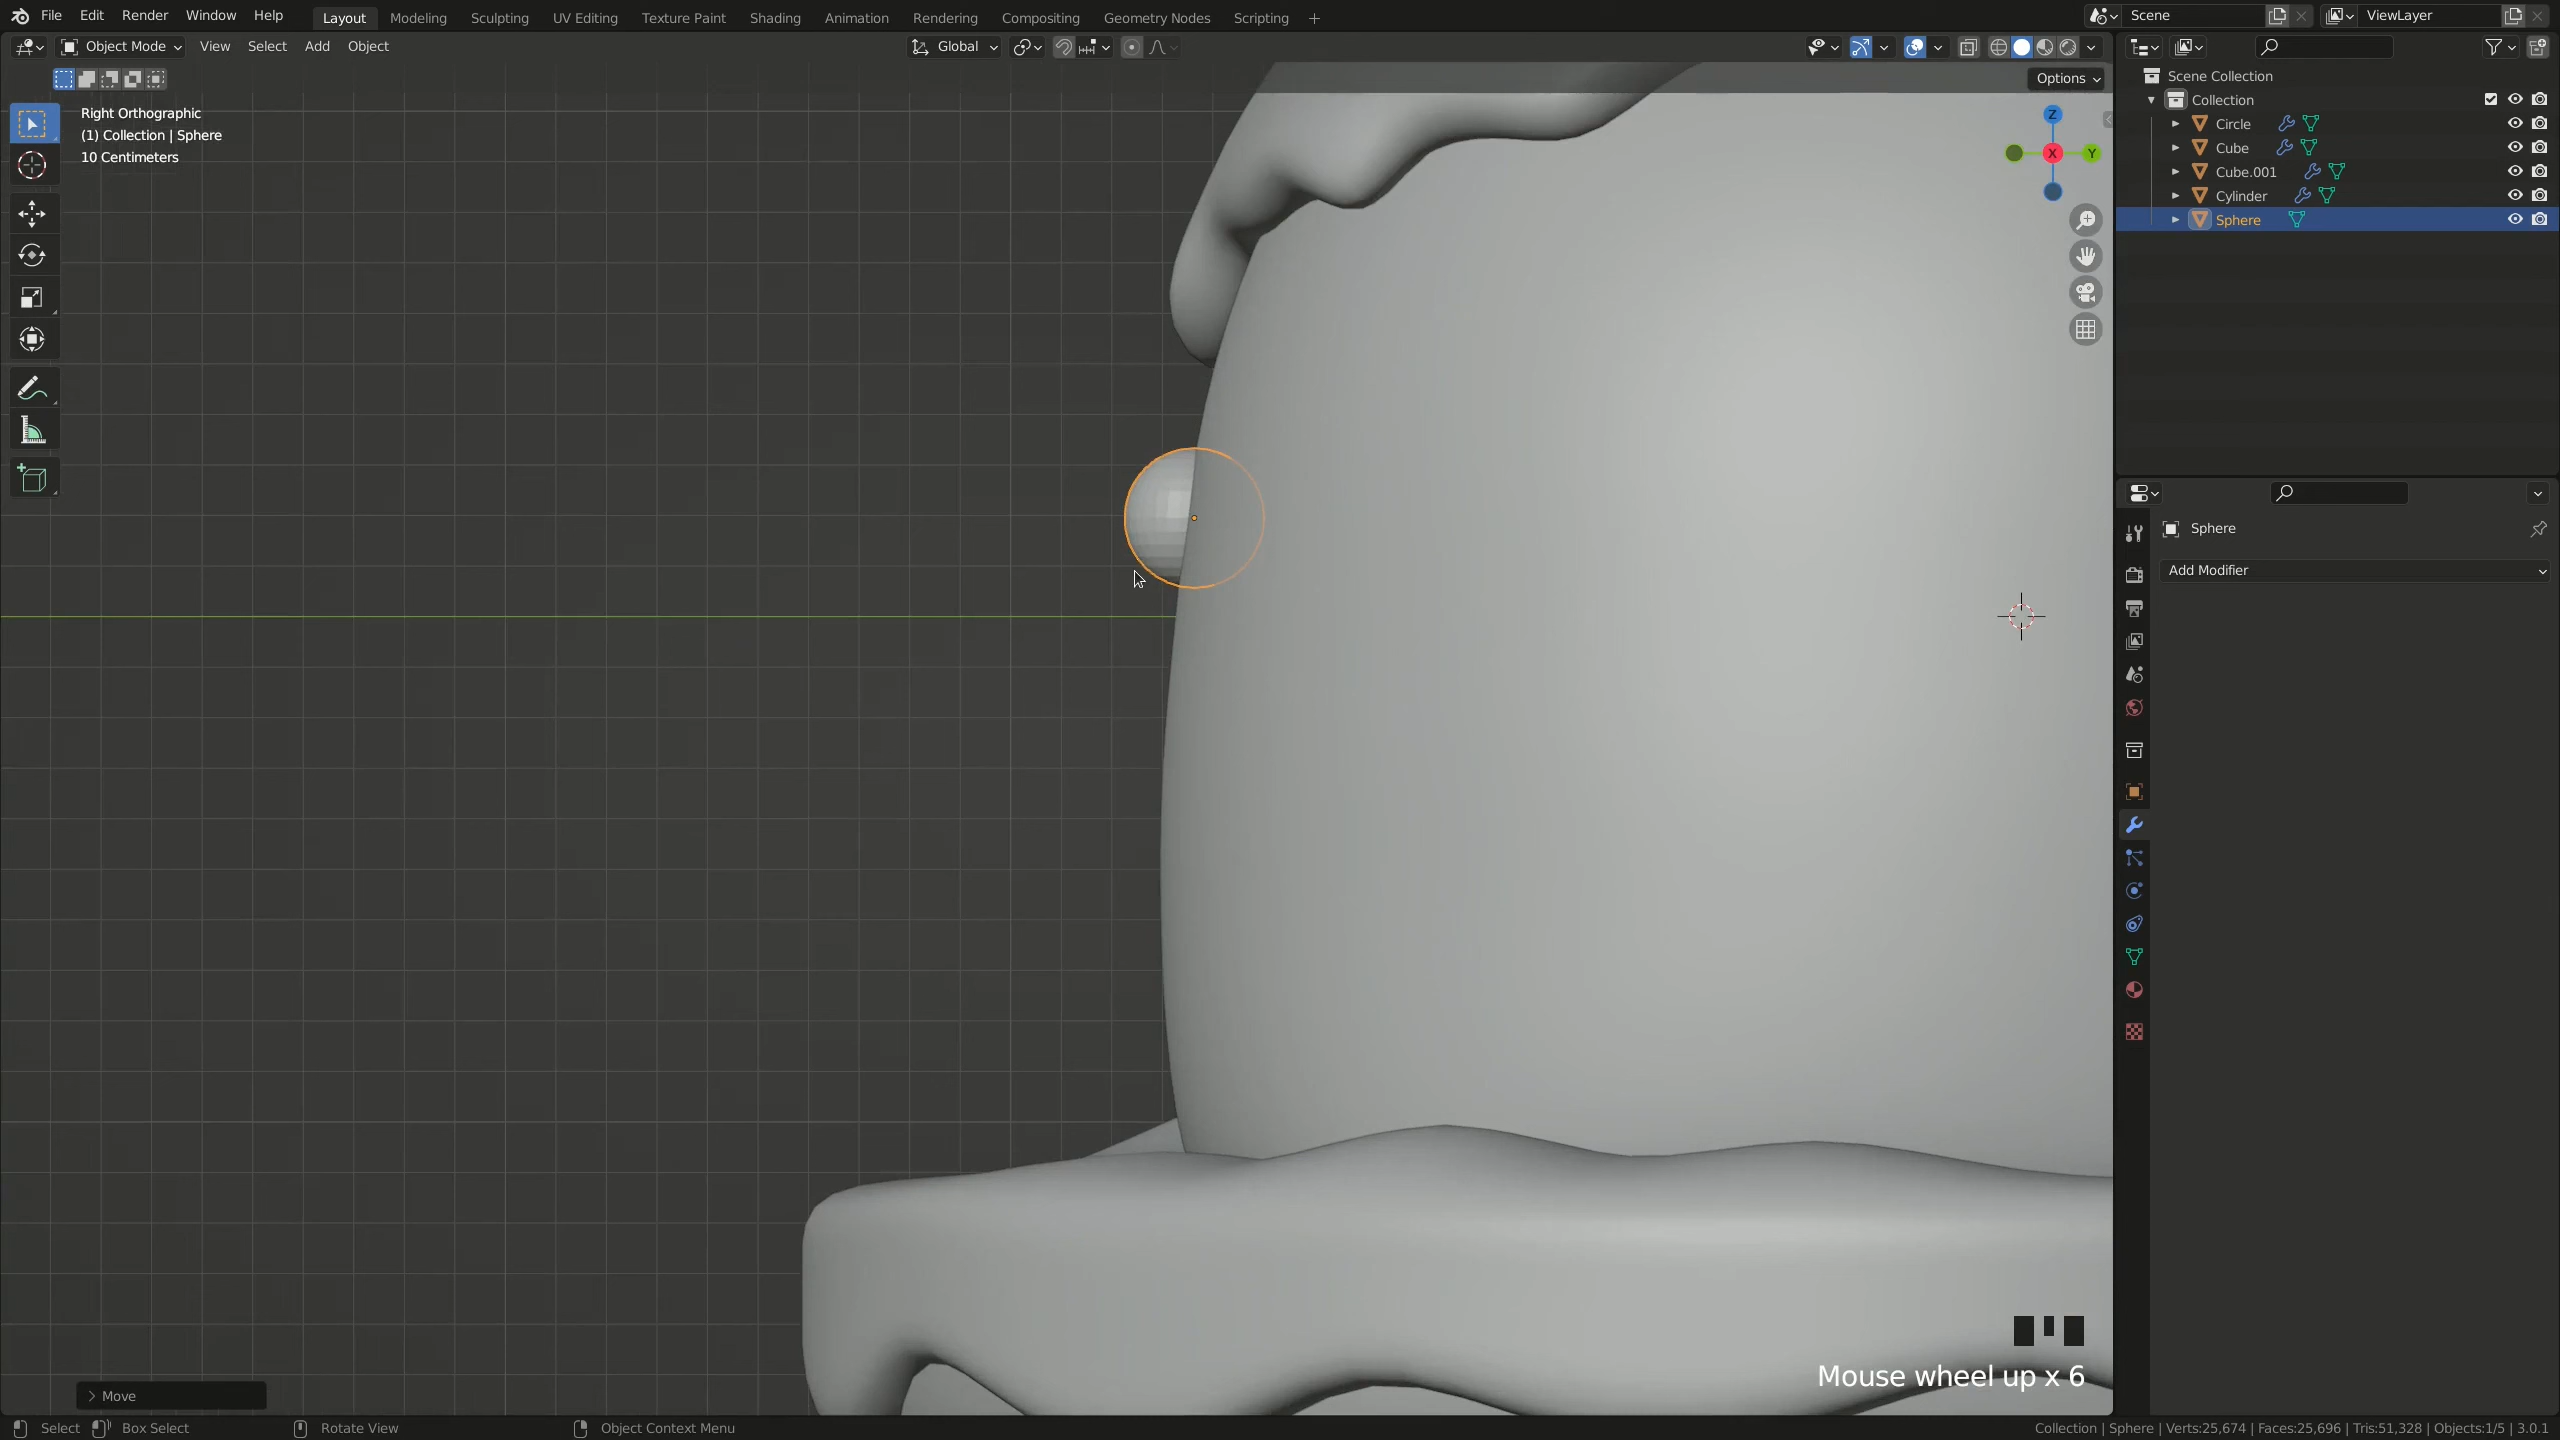 File Edit Render Window Help Layout Modeling Sculpting UV Editing Texture Paint Shading Animation Rendering Compositing Geometry Nodes Scripting + Scene ViewLayer
Object Mode View Select Add Object Global
Options
Right Orthographic
(1) Collection | Sphere
10 Centimeters
Z
X
Y
Scene Collection
Collection
Circle
Cube
Cube.001
Cylinder
Sphere
Sphere
Add Modifier
Mouse wheel up x 6
Move
Select Box Select Rotate View Object Context Menu Collection | Sphere | Verts:25,674 | Faces:25,696 | Tris:51,328 | Objects:1/5 | 3.0.1